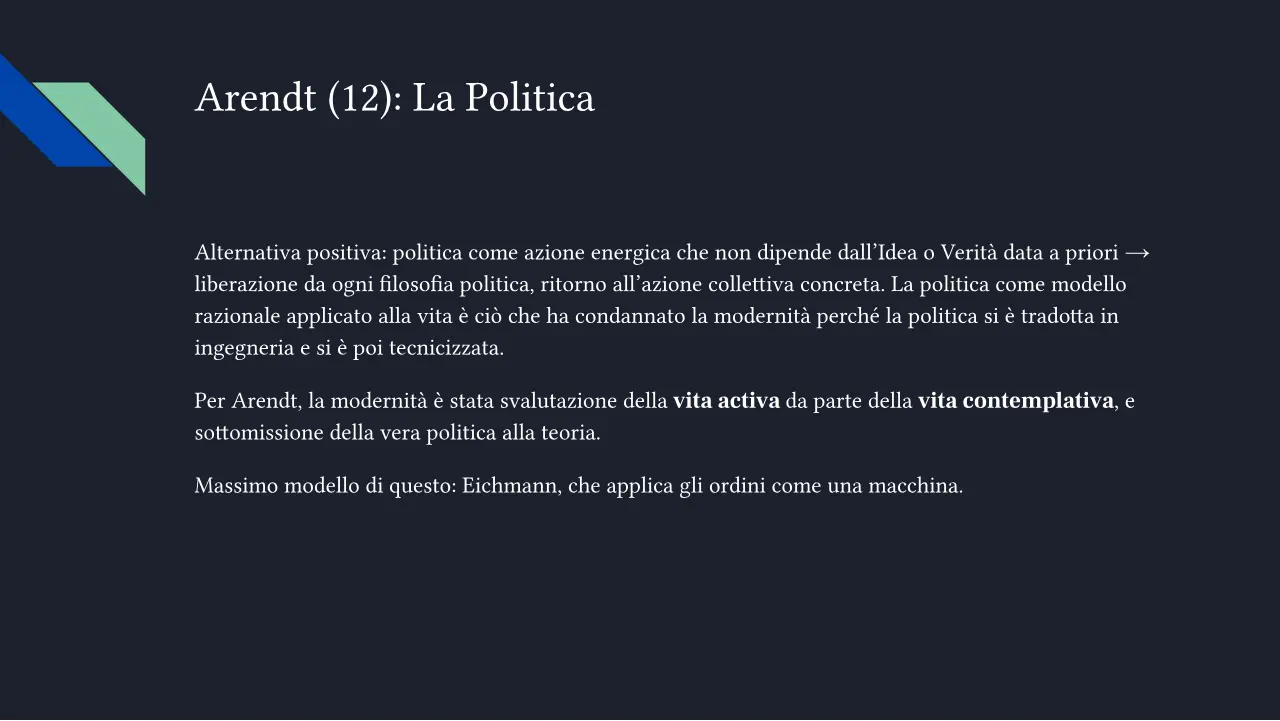 Arendt (12): La Politica
Alternativa positiva: politica come azione energica che non dipende dall’Idea o Verità data a priori →
liberazione da ogni filosofia politica, ritorno all’azione collettiva concreta. La politica come modello
razionale applicato alla vita è ciò che ha condannato la modernità perché la politica si è tradotta in
ingegneria e si è poi tecnicizzata.
Per Arendt, la modernità è stata svalutazione della vita activa da parte della vita contemplativa, e
sottomissione della vera politica alla teoria.
Massimo modello di questo: Eichmann, che applica gli ordini come una macchina.